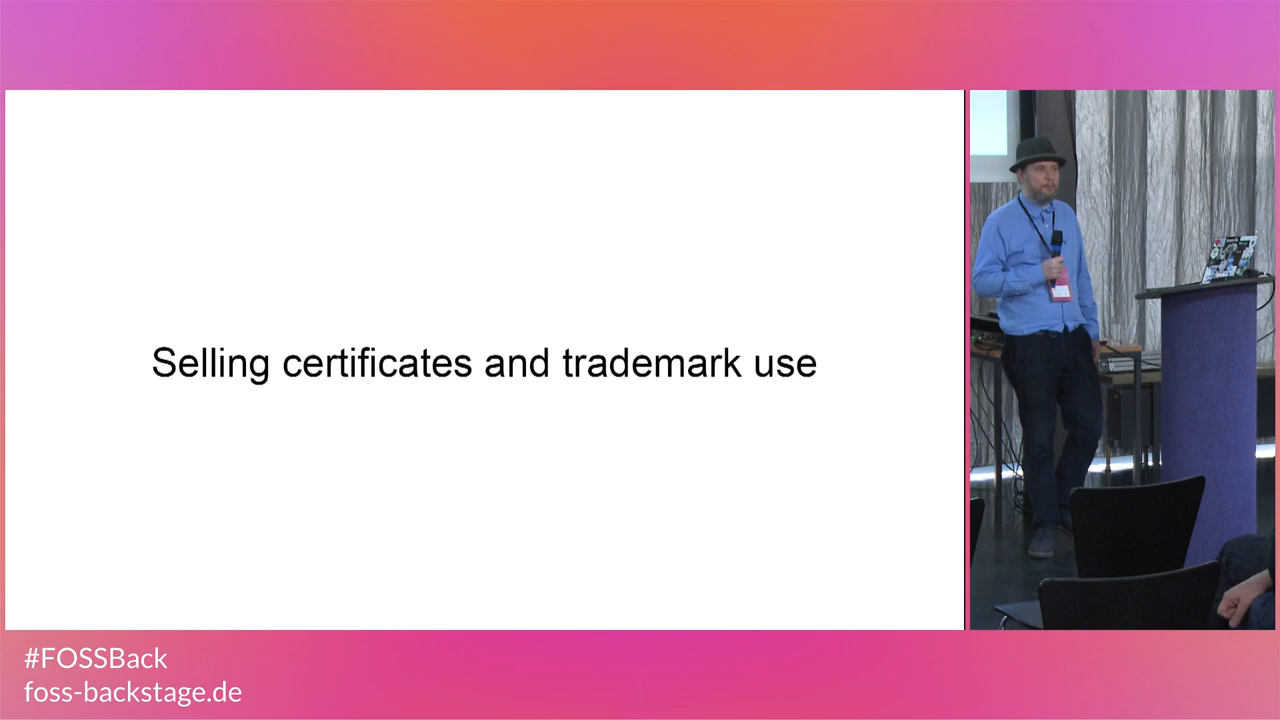 Selling certificates and trademark use
#FOSSBack
foss-backstage.de